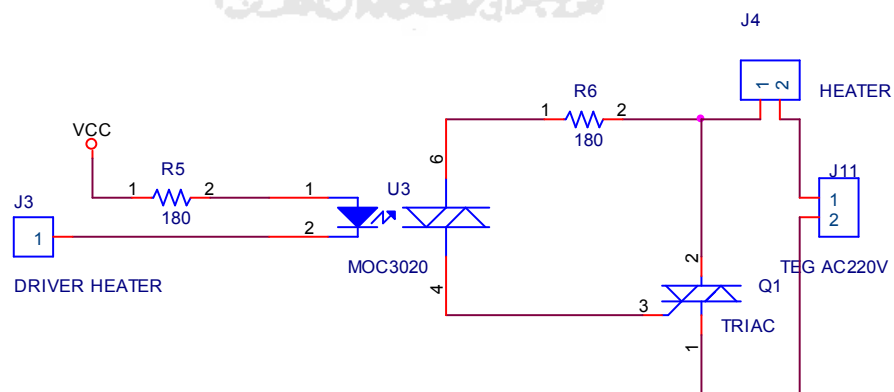 J4
1 2
HEATER
R6
1 2
180
VCC
R5
1 2
180
6
U3
1
2
J3
1
DRIVER HEATER
MOC3020
4
J11
1
2
TEG AC220V
2
Q1
3
TRIAC
1